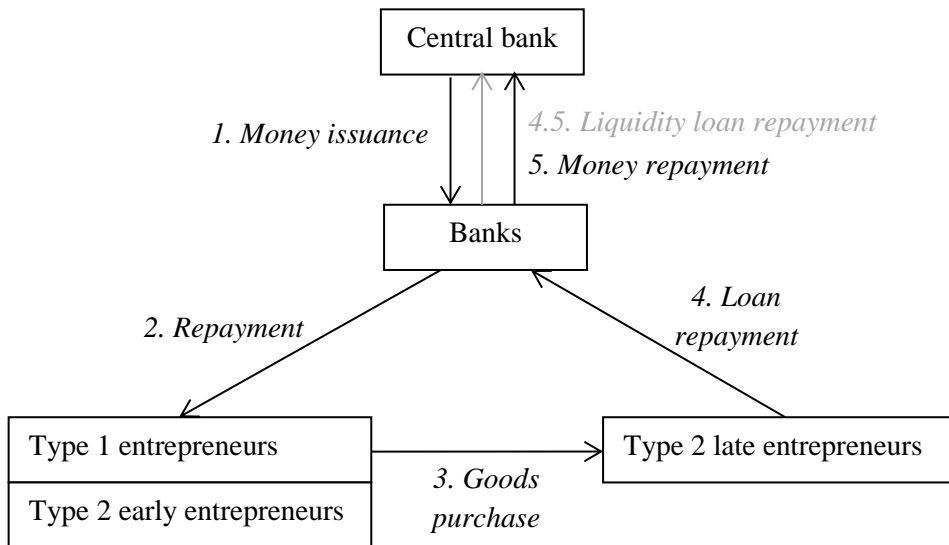 Central bank
1. Money issuance
4.5. Liquidity loan repayment
5. Money repayment
Banks
2. Repayment
4. Loan
repayment
Type 1 entrepreneurs
Type 2 late entrepreneurs
3. Goods
purchase
Type 2 early entrepreneurs